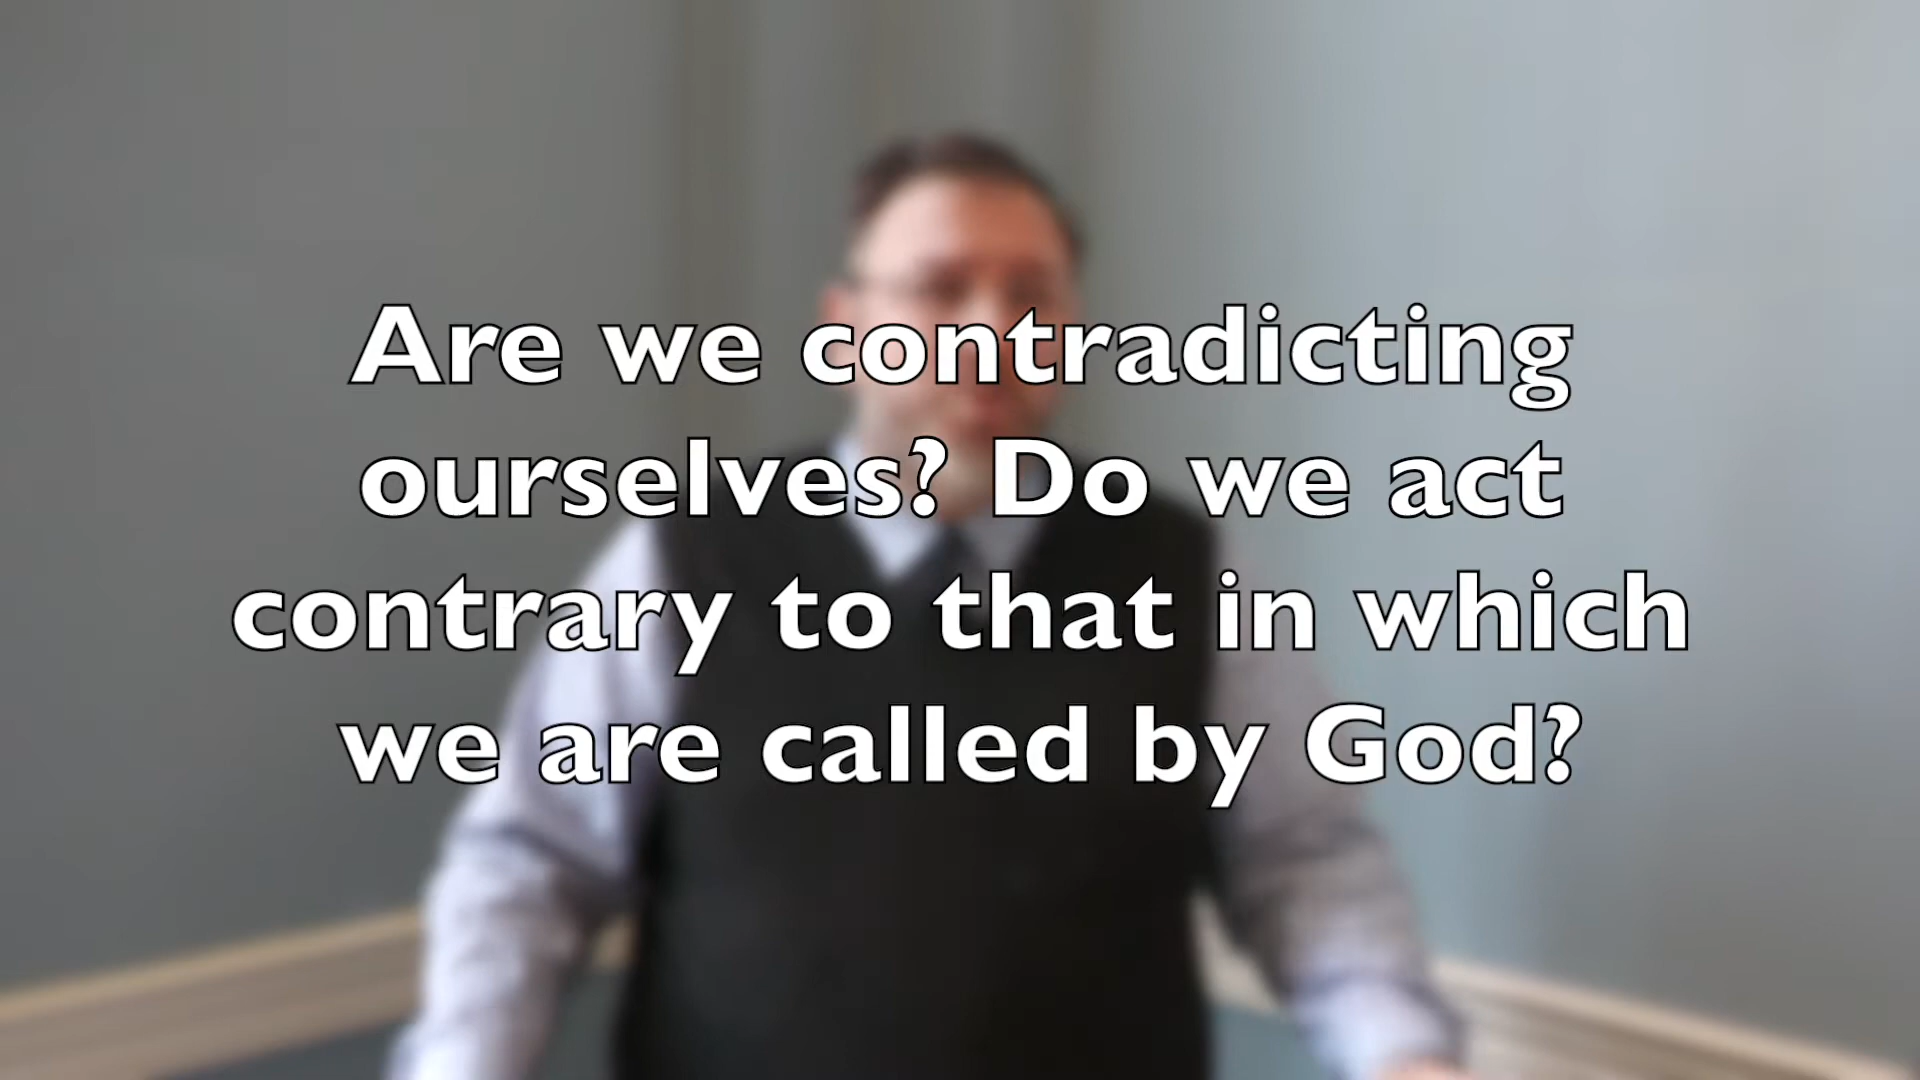 Are we contradicting
ourselves? Do we act
contrary to that in which
we are called by God?